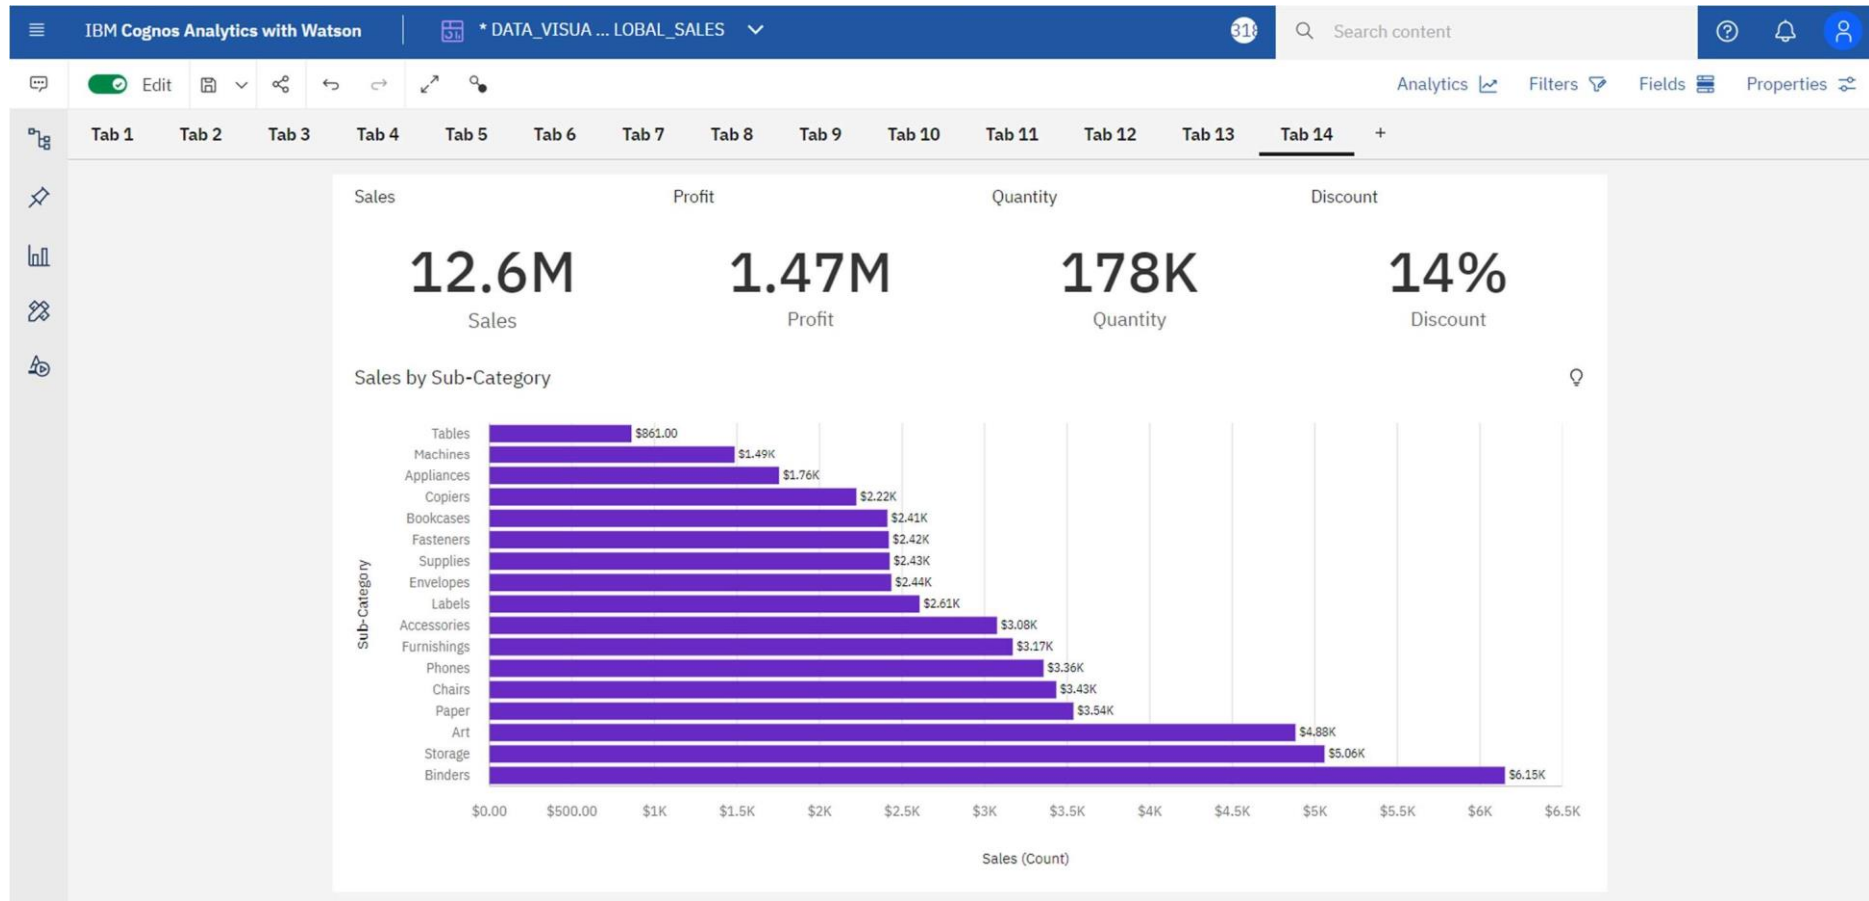 IBM Cognos Analytics with Watson
* DATA_VISUA ... LOBAL_SALES
Search content
Edit
Analytics
Filters
Fields
Properties
Tab 1 Tab 2 Tab 3 Tab 4 Tab 5 Tab 6 Tab 7 Tab 8 Tab 9 Tab 10 Tab 11 Tab 12 Tab 13 Tab 14 +
Sales Profit Quantity Discount
12.6M 1.47M 178K 14%
Sales Profit Quantity Discount
Sales by Sub-Category
Sub-Category
Tables $861.00
Machines $1.49K
Appliances $1.76K
Copiers $2.22K
Bookcases $2.41K
Fasteners $2.42K
Supplies $2.43K
Envelopes $2.44K
Labels $2.61K
Accessories $3.08K
Furnishings $3.17K
Phones $3.36K
Chairs $3.43K
Paper $3.54K
Art $4.88K
Storage $5.06K
Binders $6.15K
$0.00 $500.00 $1K $1.5K $2K $2.5K $3K $3.5K $4K $4.5K $5K $5.5K $6K $6.5K
Sales (Count)